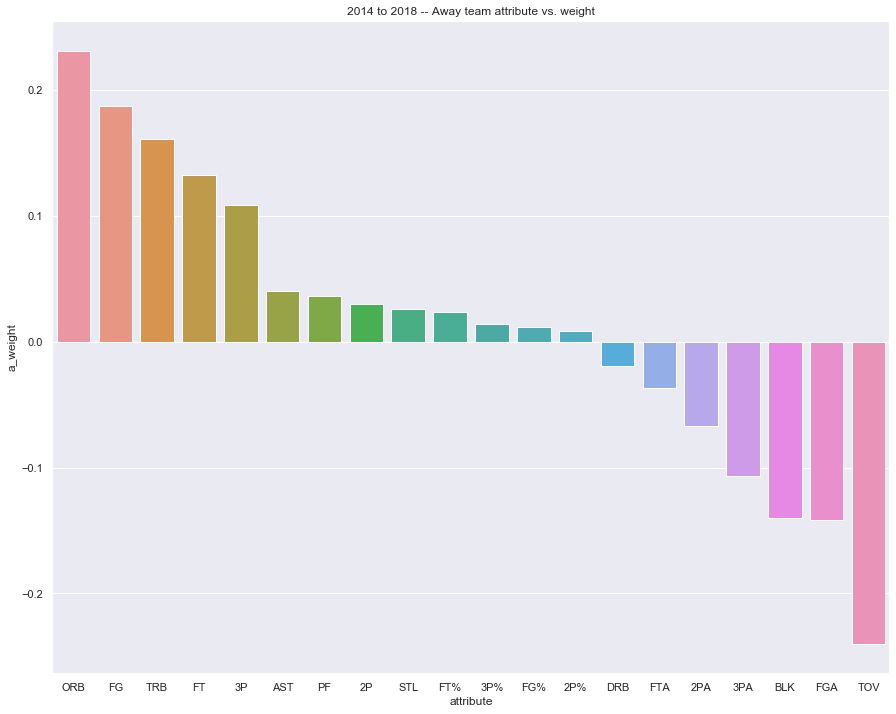 2014 to 2018 -- Away team attribute vs. weight
a_weight
0.2
0.1
0.0
−0.1
−0.2
ORB FG TRB FT 3P AST PF 2P STL FT% 3P% FG% 2P% DRB FTA 2PA 3PA BLK FGA TOV
attribute